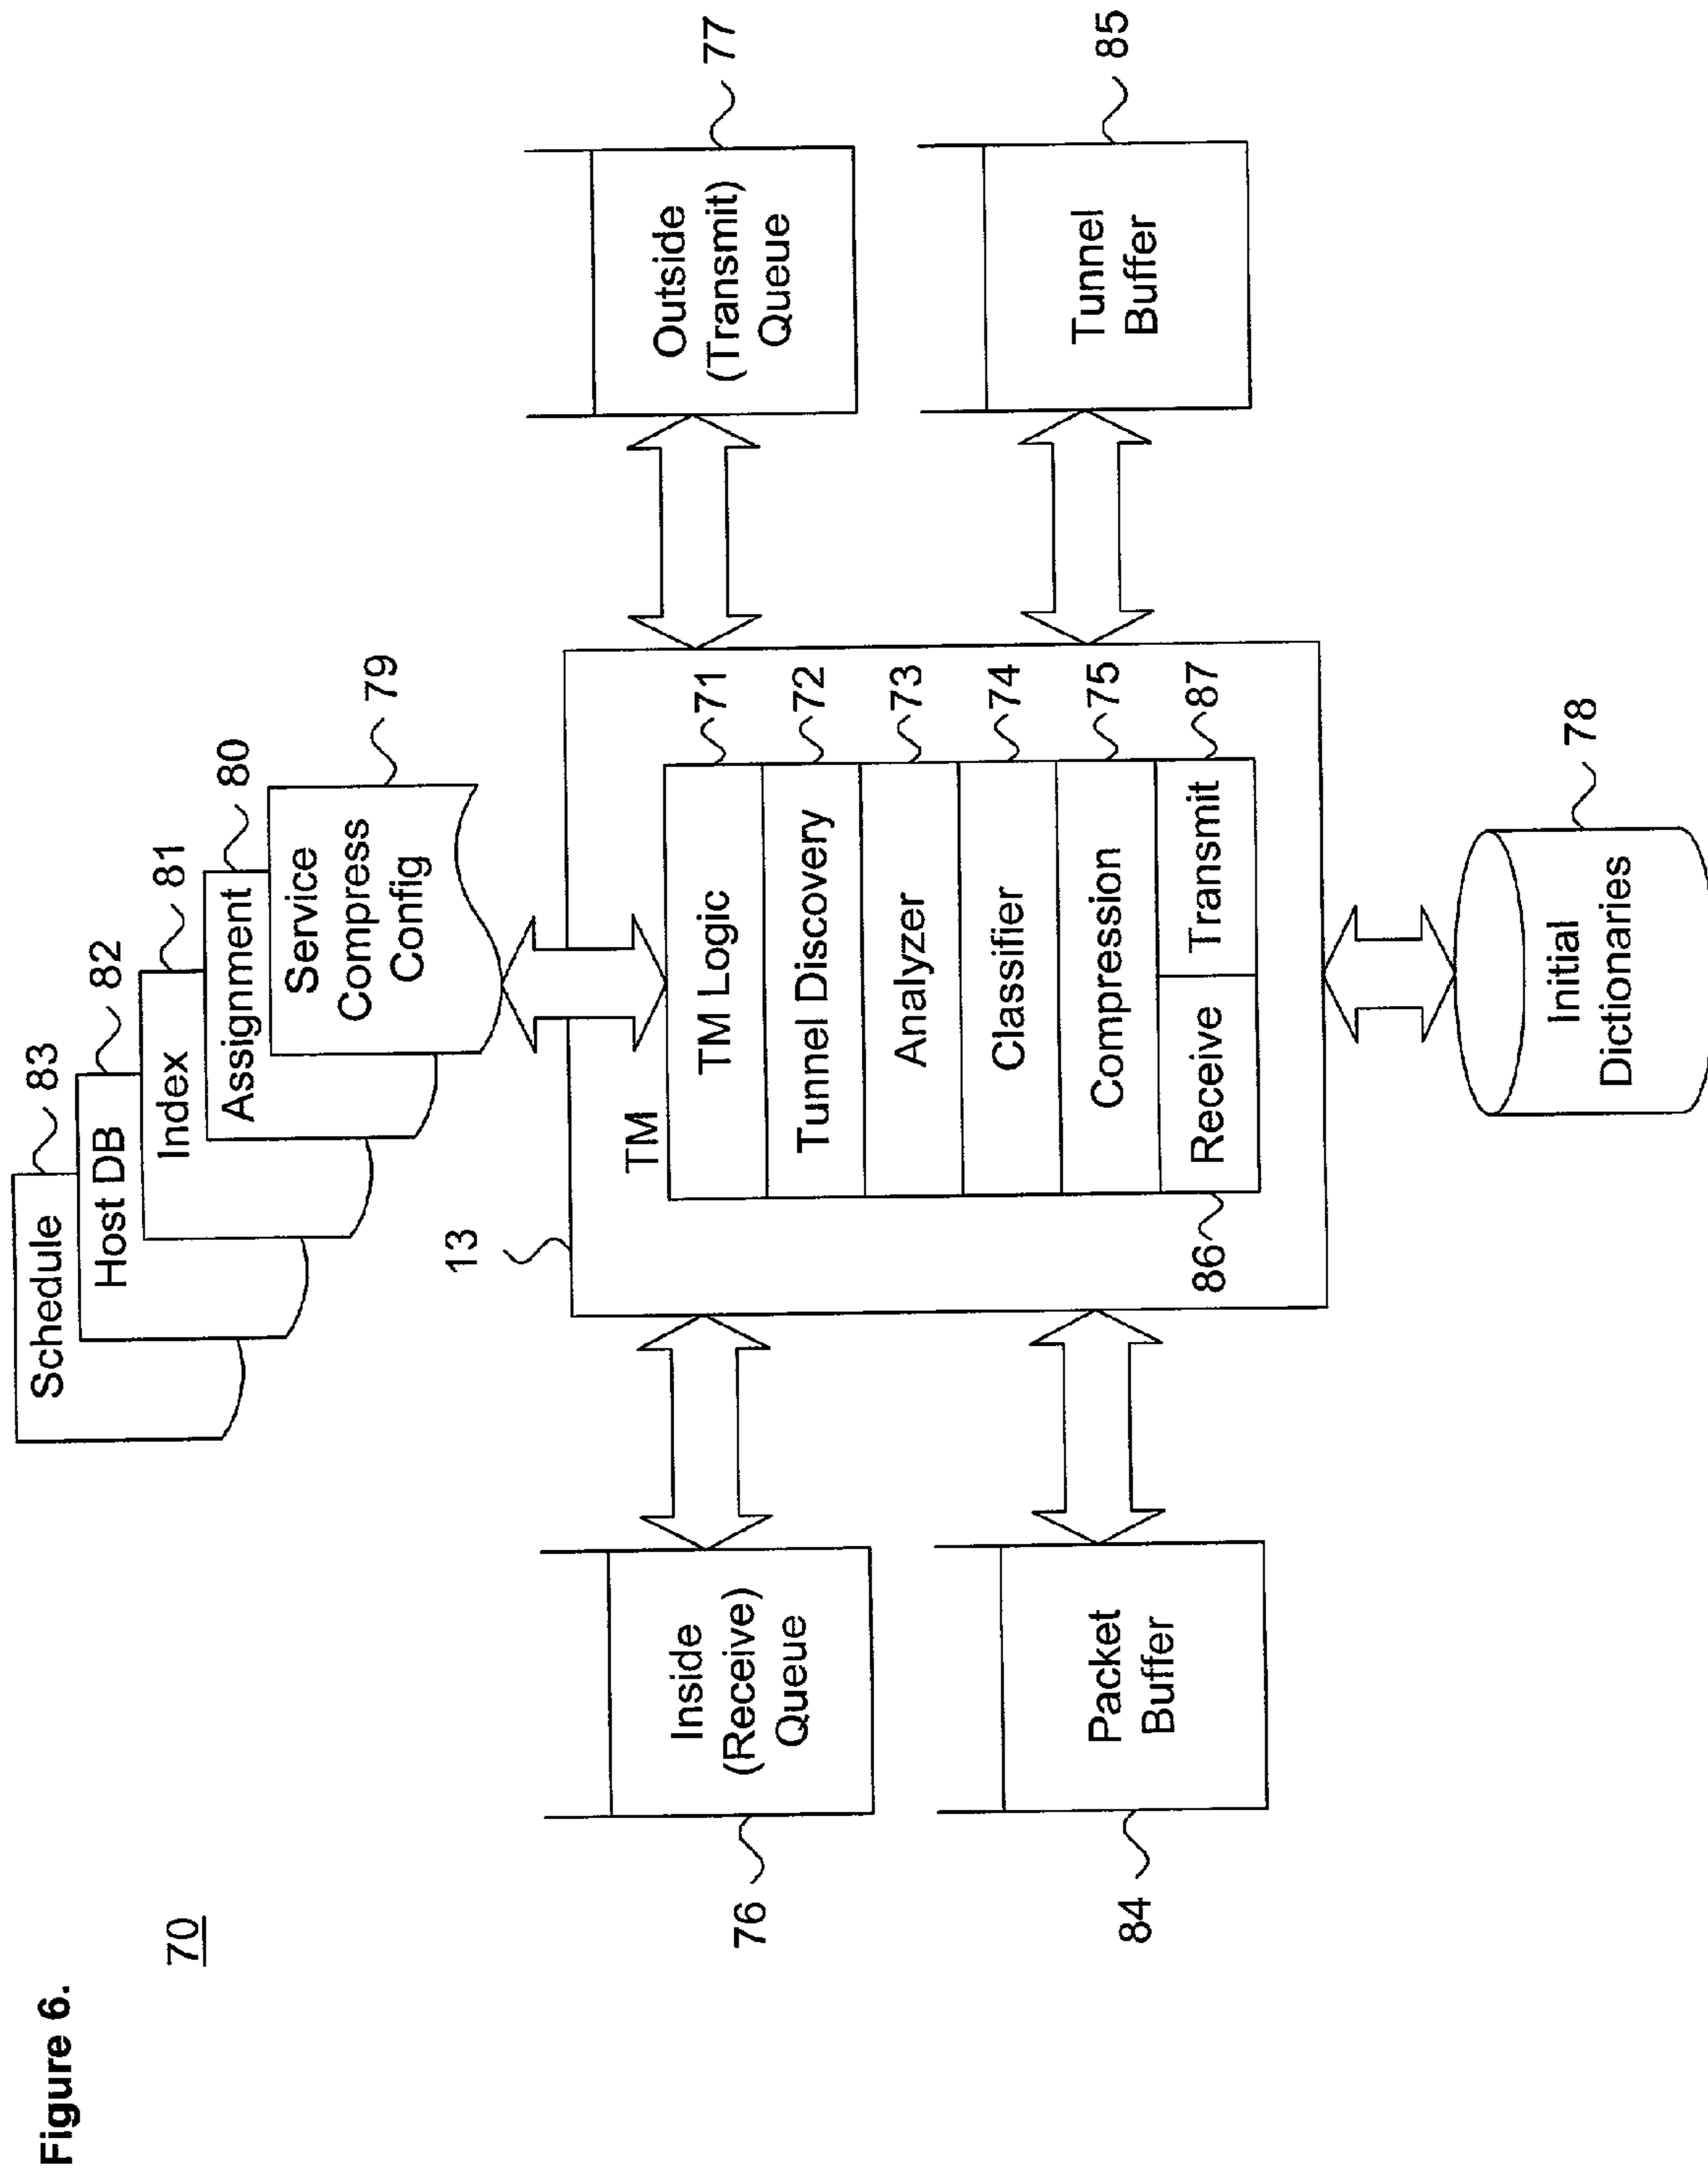 Figure 6.
70
Schedule
83
Host DB
82
Index
81
Assignment
80
Service
Compress
Config
79
13
TM
TM Logic
71
Tunnel Discovery
72
Analyzer
73
Classifier
74
Compression
75
Receive
Transmit
86
87
Inside
(Receive)
Queue
76
Outside
(Transmit)
Queue
77
Packet
Buffer
84
Tunnel
Buffer
85
Initial
Dictionaries
78